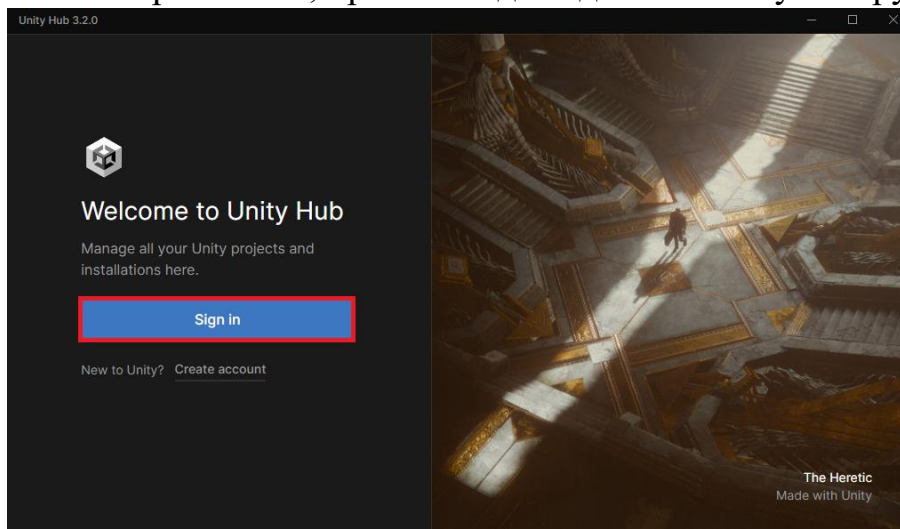 Unity Hub 3.2.0
Welcome to Unity Hub
Manage all your Unity projects and
installations here.
Sign in
New to Unity? Create account
The Heretic
Made with Unity